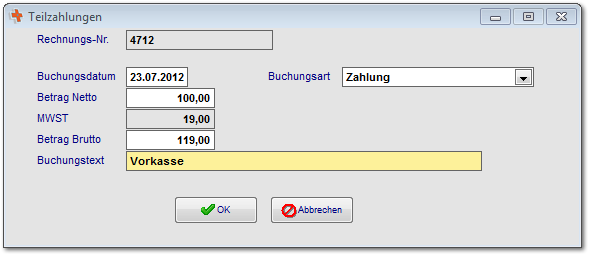 Teilzahlungen
Rechnungs-Nr. 4712
Buchungsdatum 23.07.2012 Buchungsart Zahlung
Betrag Netto 100,00
MWST 19,00
Betrag Brutto 119,00
Buchungstext Vorkasse
OK Abbrechen